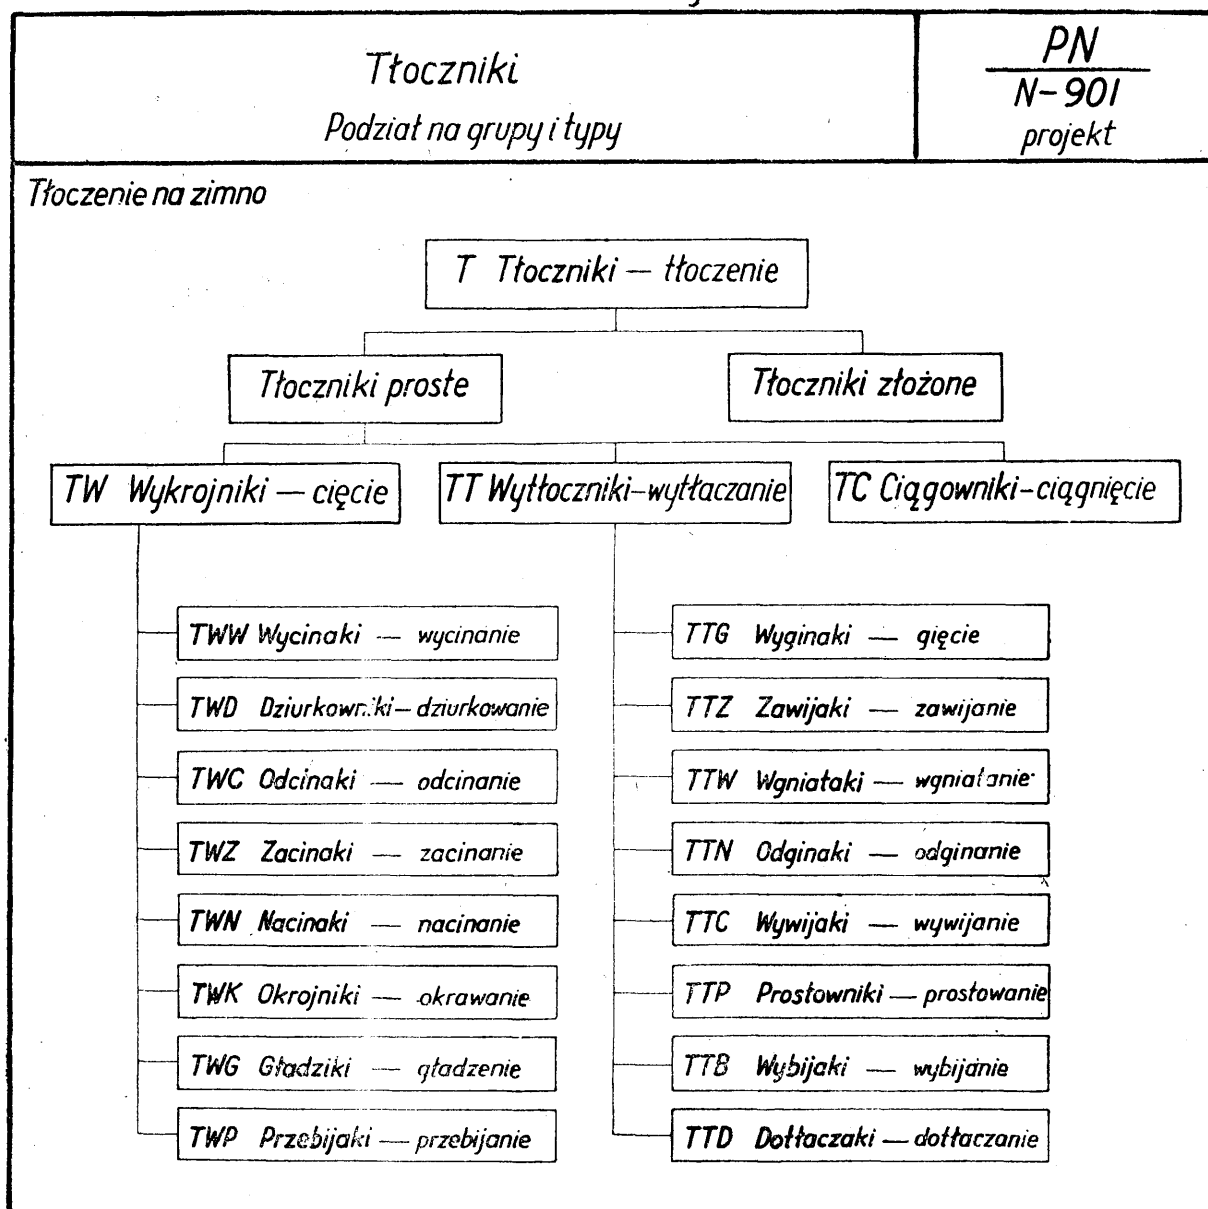 Tłoczniki
Podział na grupy i typy
PN
N-901
projekt
Tłoczenie na zimno
T Tłoczniki — tłoczenie
Tłoczniki proste
Tłoczniki złożone
TW Wykrojniki — cięcie
TT Wytłoczniki - wytłaczanie
TC Ciągowniki - ciągnięcie
TWW Wycinaki — wycinanie
TWD Dziurkowniki — dziurkowanie
TWC Odcinaki — odcinanie
TWZ Zacinaki — zacinanie
TWN Nacinaki — nacinanie
TWK Okrojniki — okrawanie
TWG Gładziki — gładzenie
TWP Przebijaki — przebijanie
TTG Wyginaki — gięcie
TTZ Zawijaki — zawijanie
TTW Wgniataki — wgniatanie
TTN Odginaki — odginanie
TTC Wywijaki — wywijanie
TTP Prostowniki — prostowanie
TTB Wybijaki — wybijanie
TTD Dotłaczaki — dotłaczanie